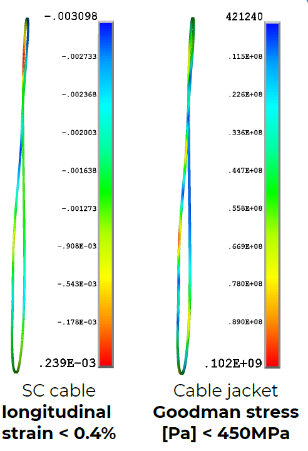 -.003098
-.002733
-.002368
-.002003
-.001638
-.001273
-.908E-03
-.543E-03
-.178E-03
.239E-03
SC cable
longitudinal
strain < 0.4%
421240
.115E+08
.226E+08
.336E+08
.447E+08
.558E+08
.669E+08
.780E+08
.890E+08
.102E+09
Cable jacket
Goodman stress
[Pa] < 450MPa